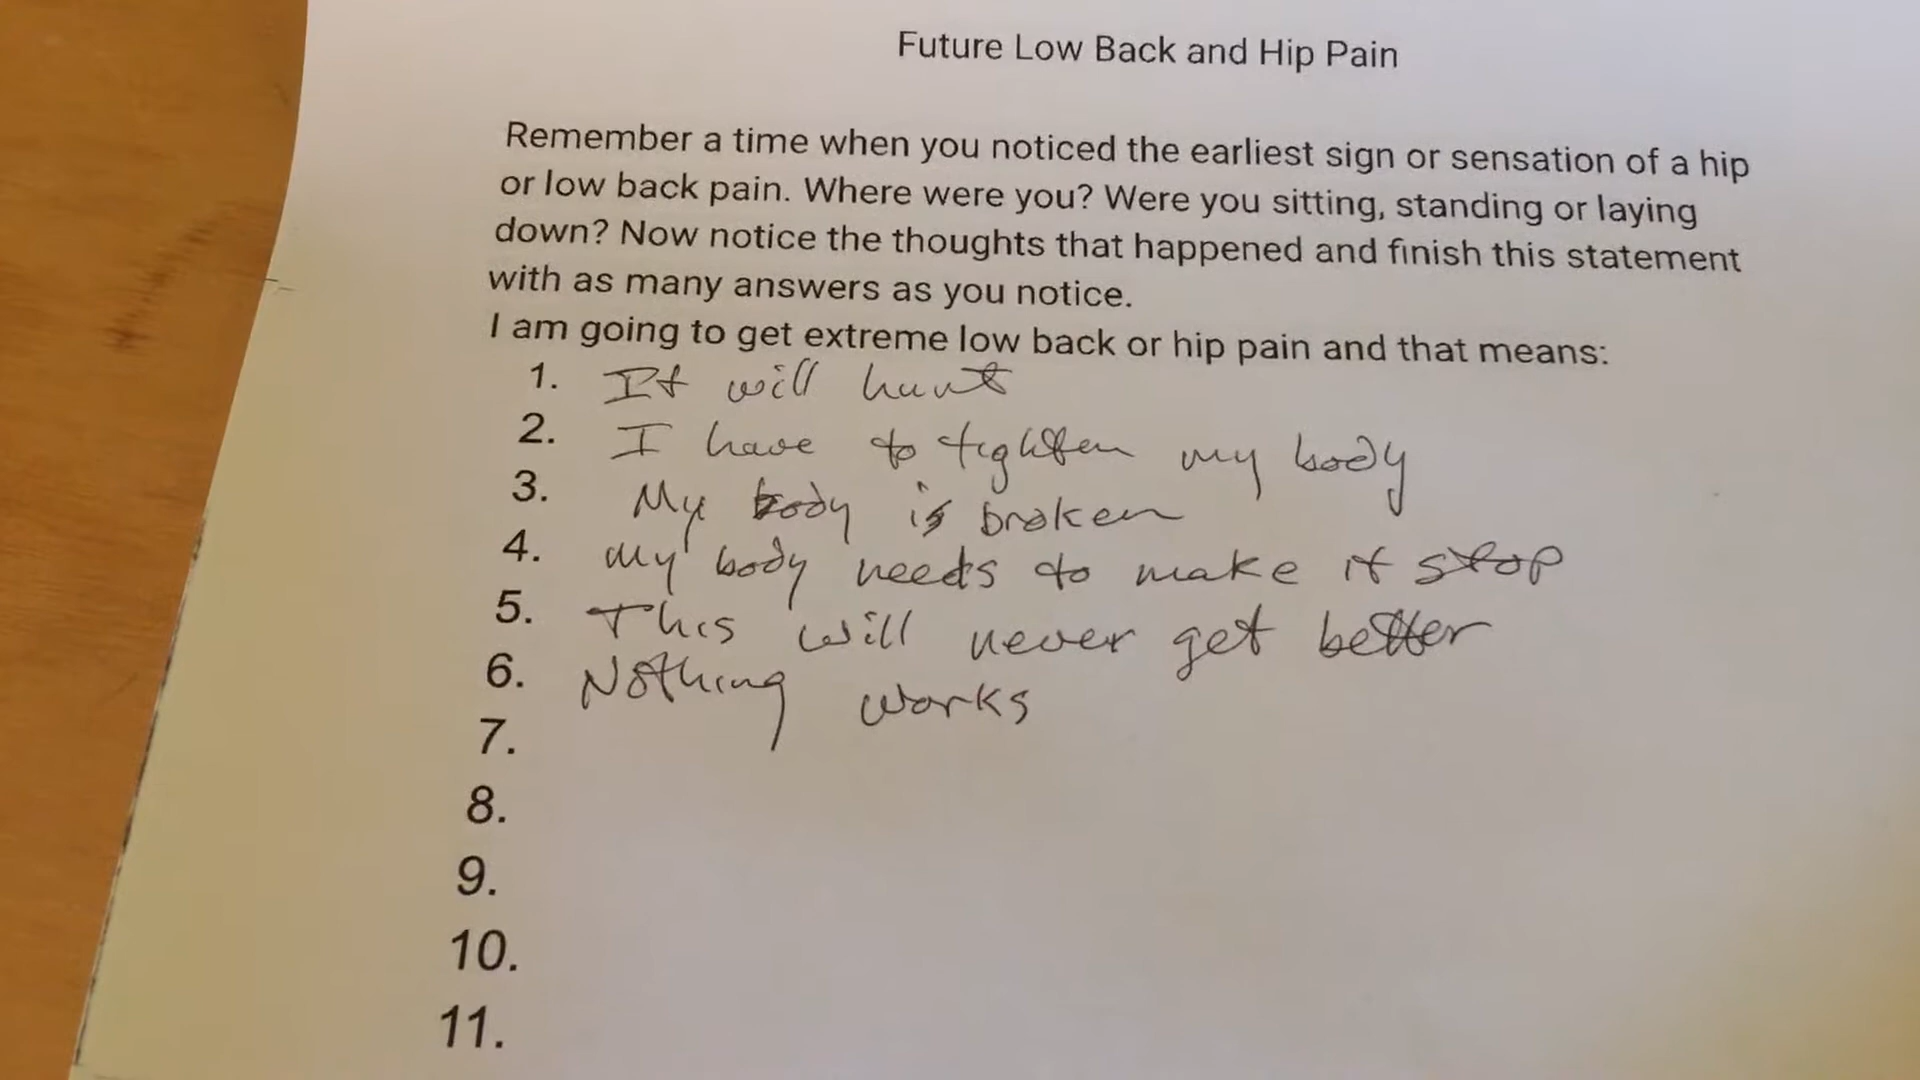 Future Low Back and Hip Pain
Remember a time when you noticed the earliest sign or sensation of a hip
or low back pain. Where were you? Were you sitting, standing or laying
down? Now notice the thoughts that happened and finish this statement
with as many answers as you notice.
I am going to get extreme low back or hip pain and that means:
1. It will hurt
2. I have to tighten my body
3. My body is broken
4. my body needs to make it stop
5. This will never get better
6. Nothing works
7.
8.
9.
10.
11.